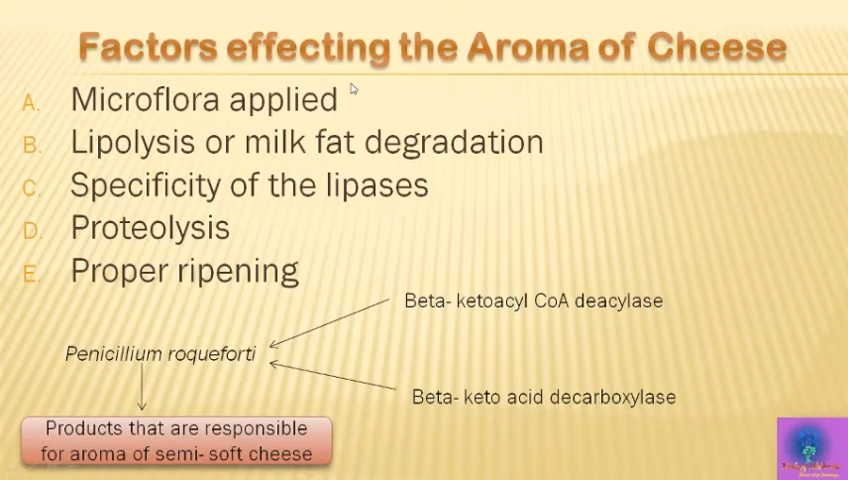 Factors effecting the Aroma of Cheese
A. Microflora applied
B. Lipolysis or milk fat degradation
C. Specificity of the lipases
D. Proteolysis
E. Proper ripening
Beta- ketoacyl CoA deacylase
Penicillium roqueforti
Beta- keto acid decarboxylase
Products that are responsible
for aroma of semi- soft cheese